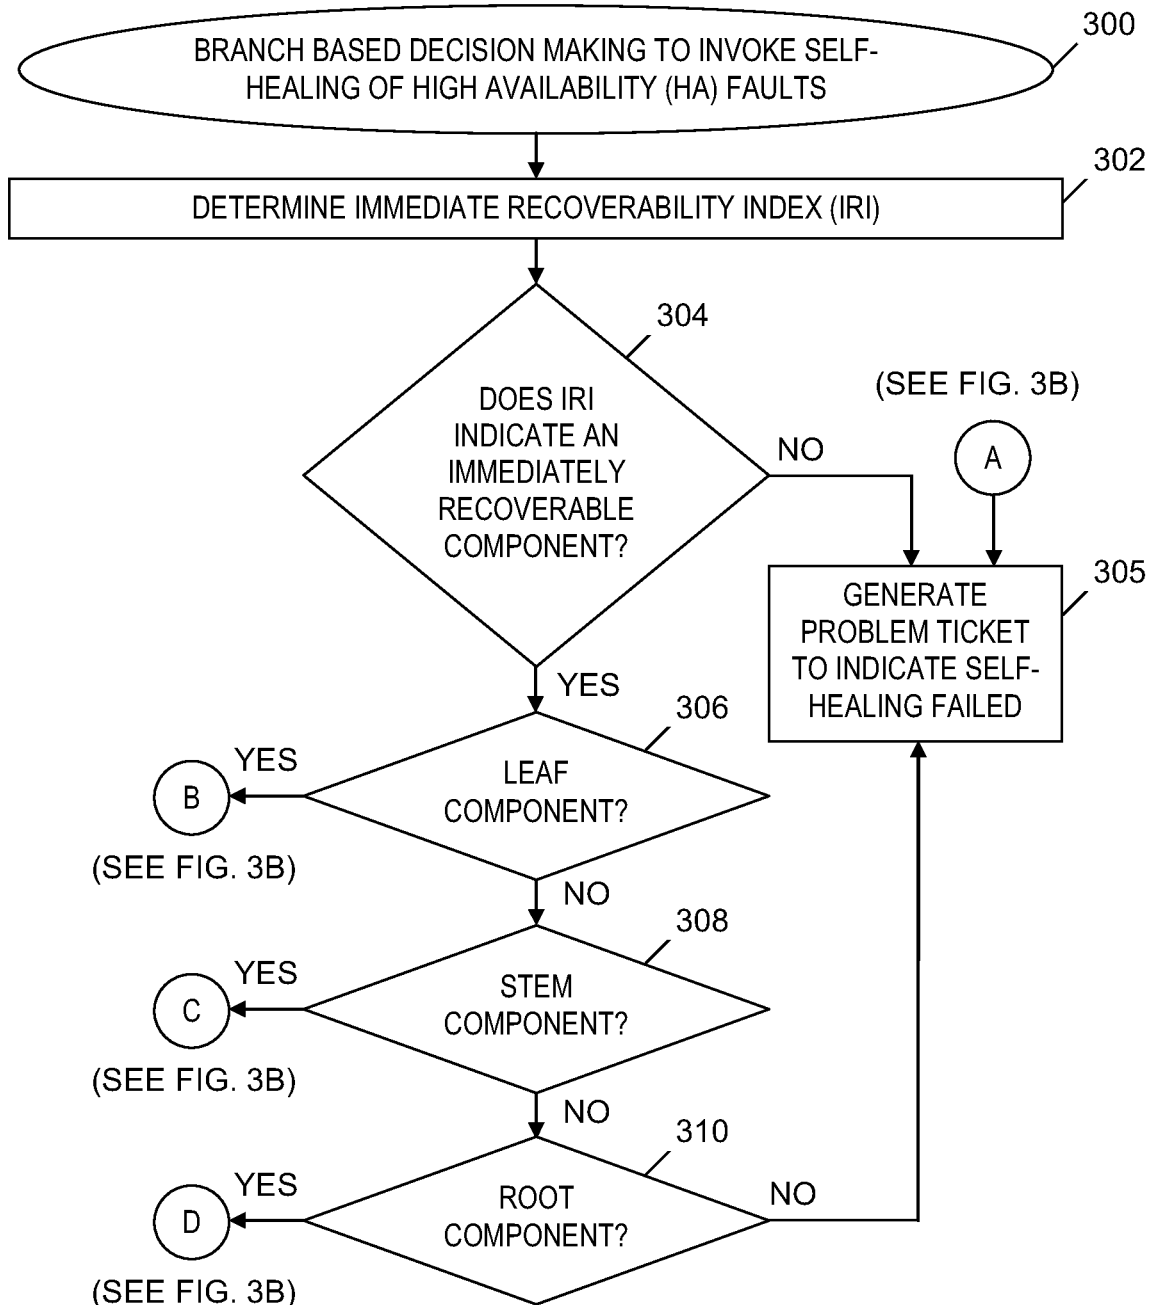 300
BRANCH BASED DECISION MAKING TO INVOKE SELF-
HEALING OF HIGH AVAILABILITY (HA) FAULTS
302
DETERMINE IMMEDIATE RECOVERABILITY INDEX (IRI)
304
DOES IRI
INDICATE AN
IMMEDIATELY
RECOVERABLE
COMPONENT?
NO
(SEE FIG. 3B)
A
305
GENERATE
PROBLEM TICKET
TO INDICATE SELF-
HEALING FAILED
YES
306
LEAF
COMPONENT?
YES
B
(SEE FIG. 3B)
NO
308
STEM
COMPONENT?
YES
C
(SEE FIG. 3B)
NO
310
ROOT
COMPONENT?
YES
D
(SEE FIG. 3B)
NO